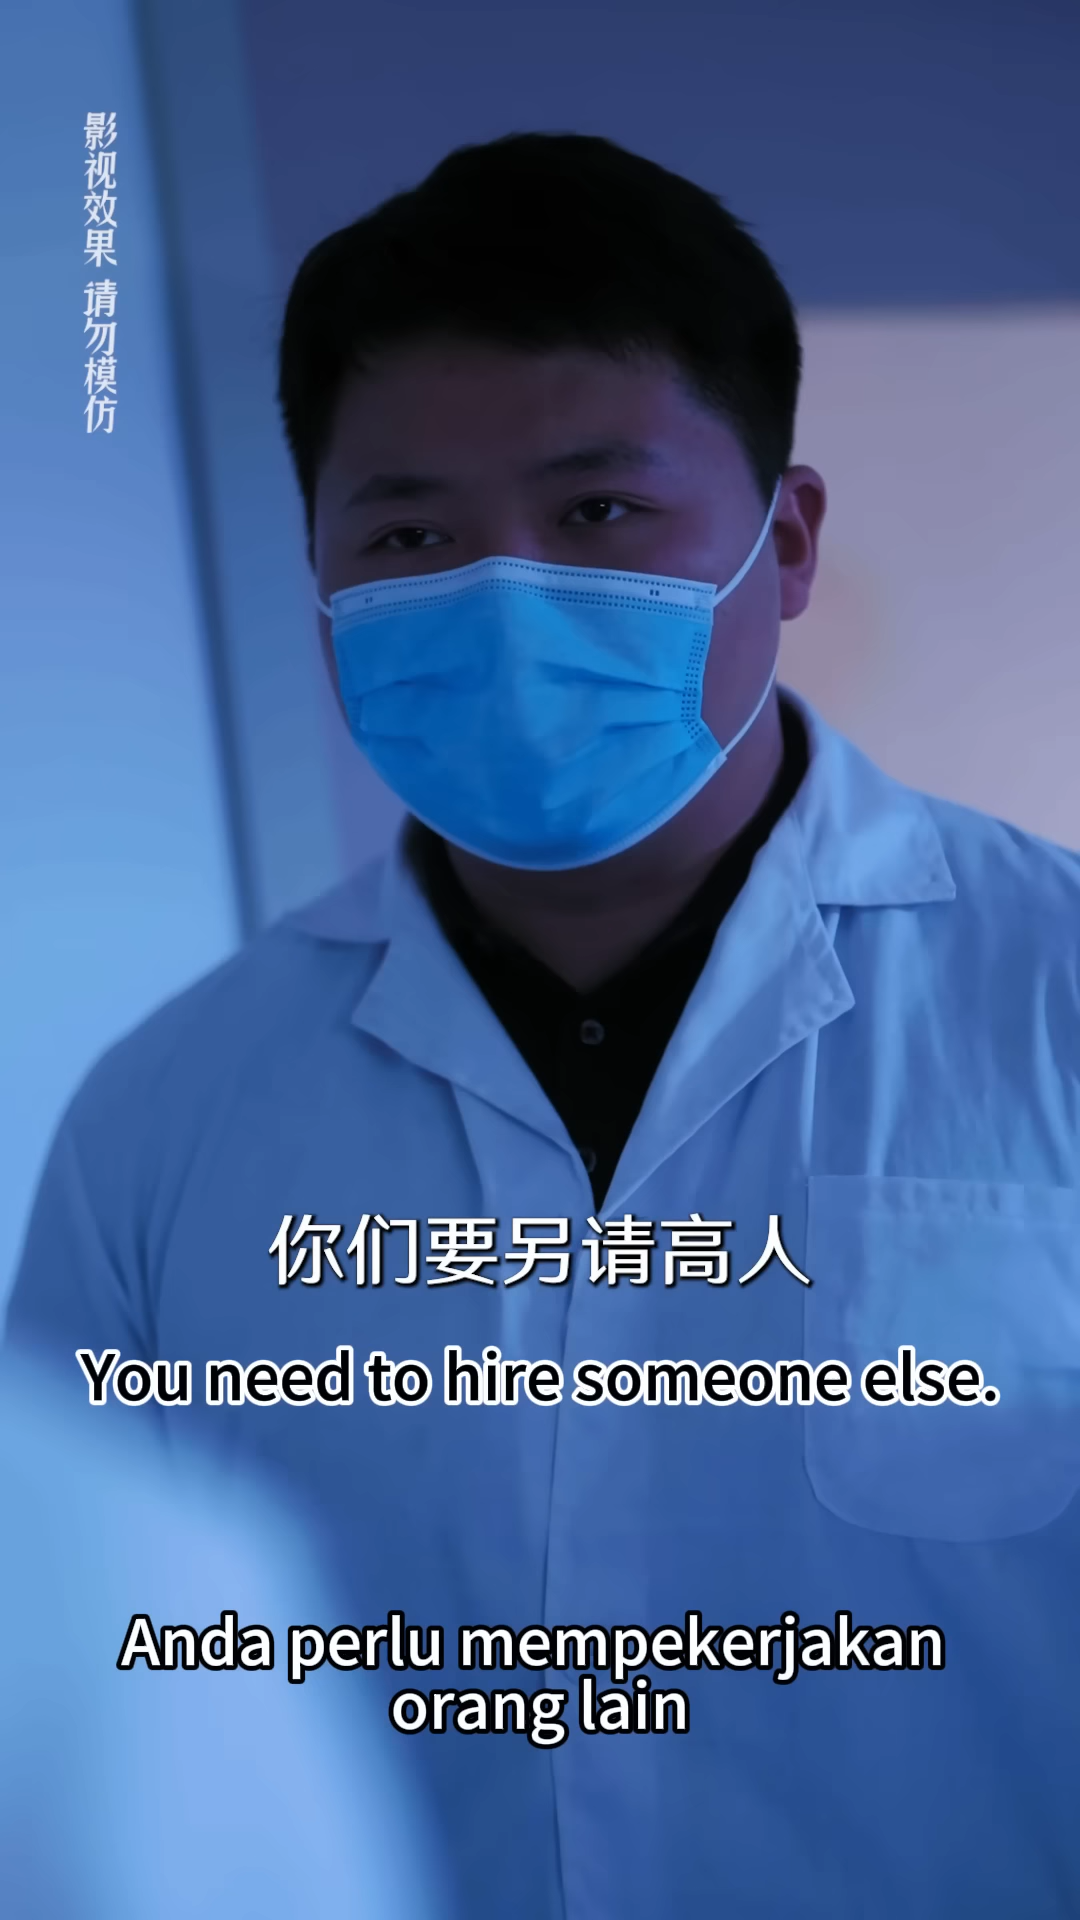 影视效果 请勿模仿
你们要另请高人
You need to hire someone else.
Anda perlu mempekerjakan
orang lain